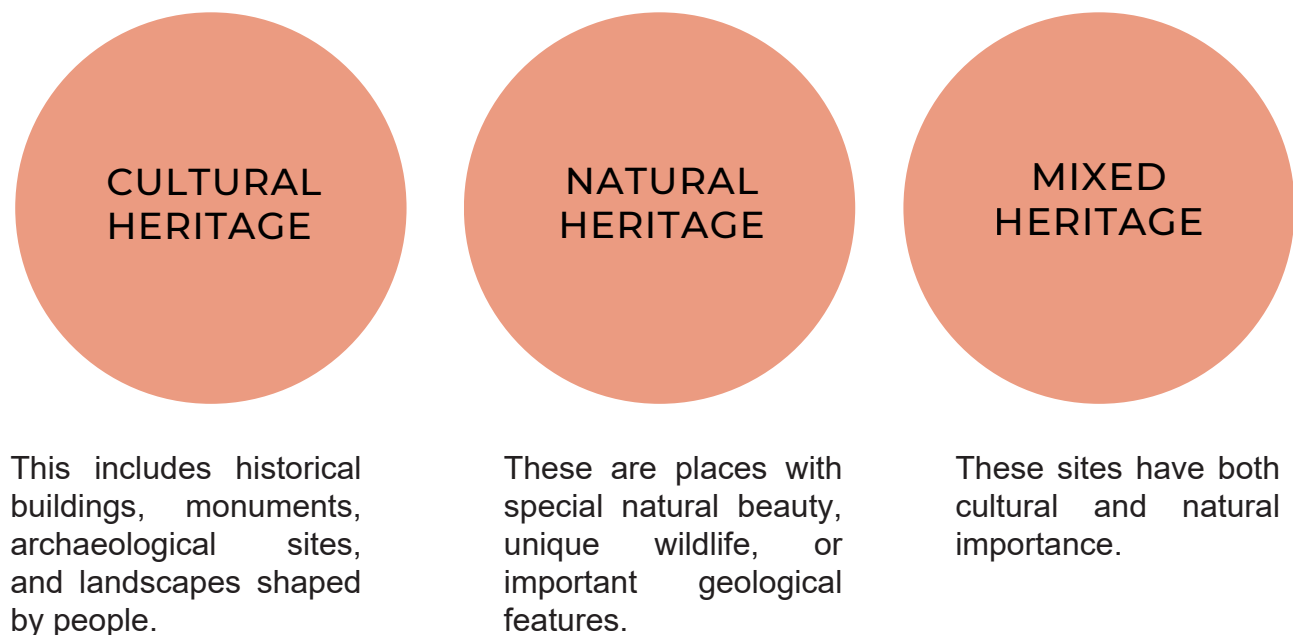 CULTURAL
HERITAGE
NATURAL
HERITAGE
MIXED
HERITAGE
This includes historical
buildings, monuments,
archaeological sites,
and landscapes shaped
by people.
These are places with
special natural beauty,
unique wildlife, or
important geological
features.
These sites have both
cultural and natural
importance.